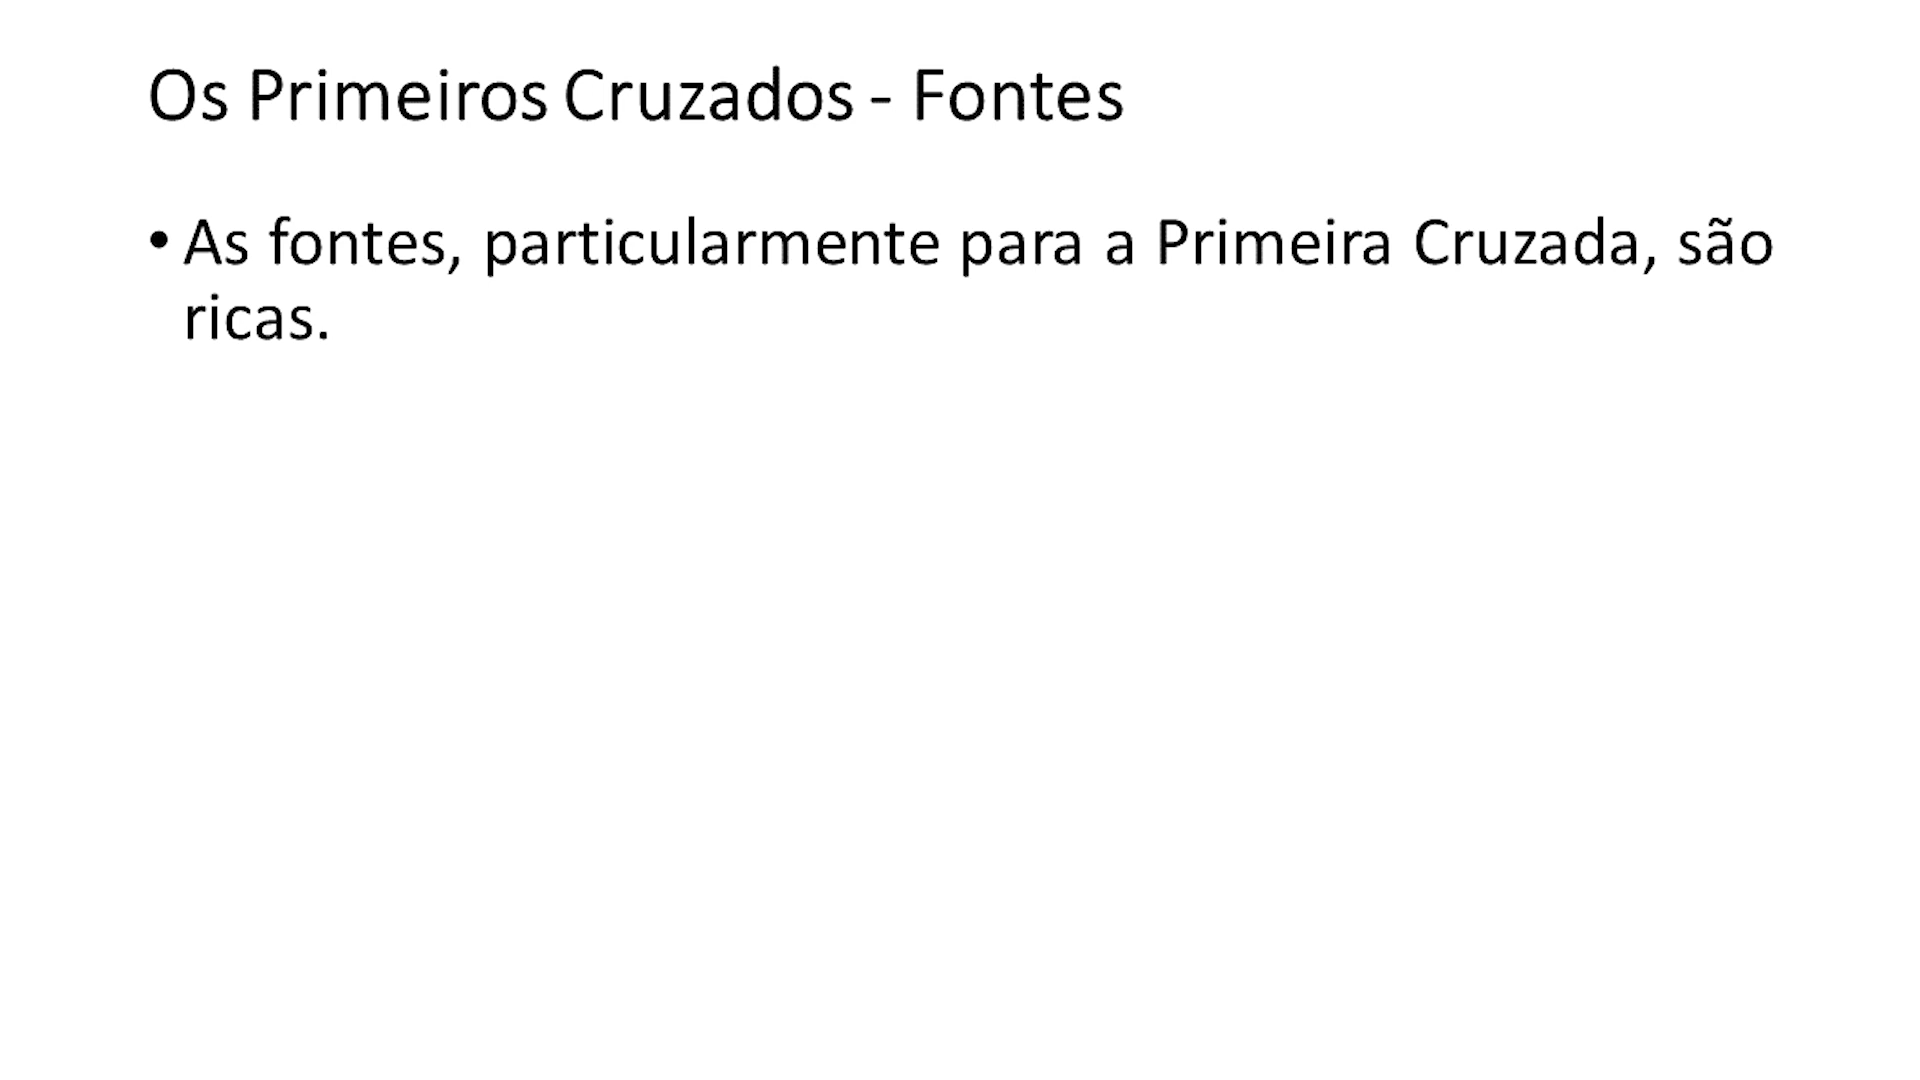 Os Primeiros Cruzados - Fontes
• As fontes, particularmente para a Primeira Cruzada, são
ricas.